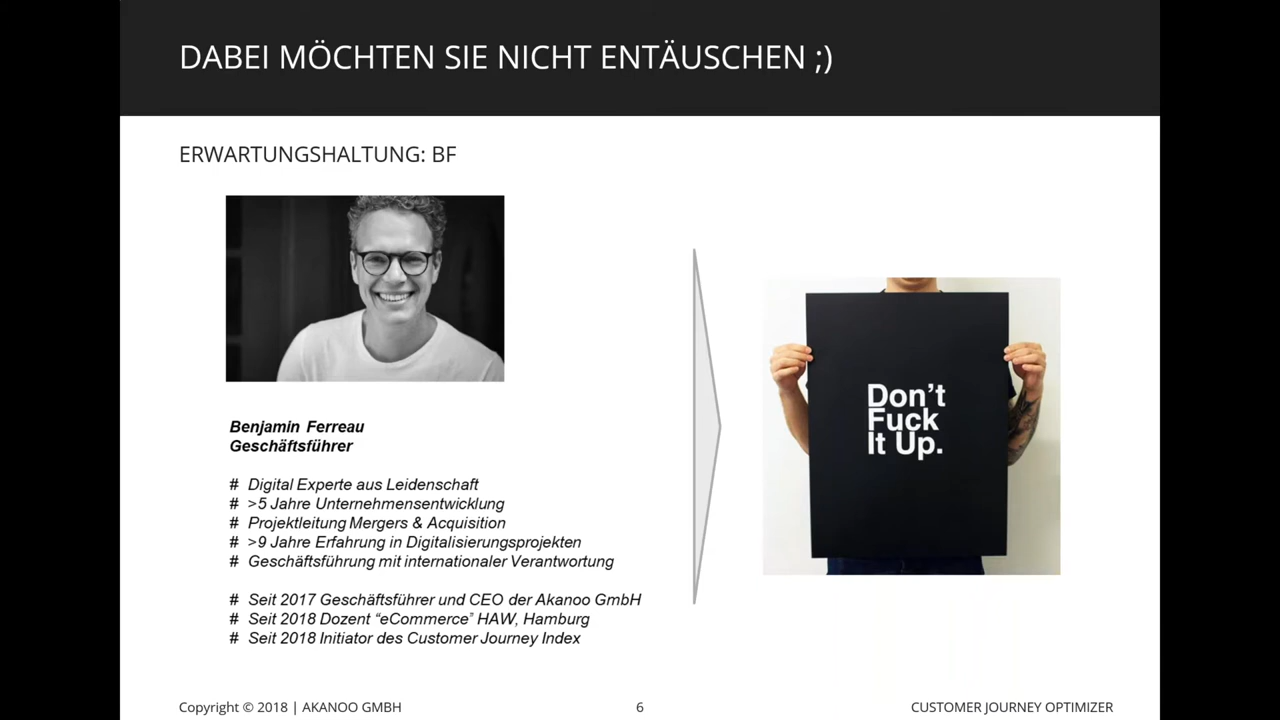 DABEI MÖCHTEN SIE NICHT ENTÄUSCHEN ;)
ERWARTUNGSHALTUNG: BF
Benjamin Ferreau
Geschäftsführer
# Digital Experte aus Leidenschaft
# >5 Jahre Unternehmensentwicklung
# Projektleitung Mergers & Acquisition
# >9 Jahre Erfahrung in Digitalisierungsprojekten
# Geschäftsführung mit internationaler Verantwortung
# Seit 2017 Geschäftsführer und CEO der Akanoo GmbH
# Seit 2018 Dozent “eCommerce” HAW, Hamburg
# Seit 2018 Initiator des Customer Journey Index
Don't
Fuck
It Up.
Copyright © 2018 | AKANOO GMBH
6
CUSTOMER JOURNEY OPTIMIZER